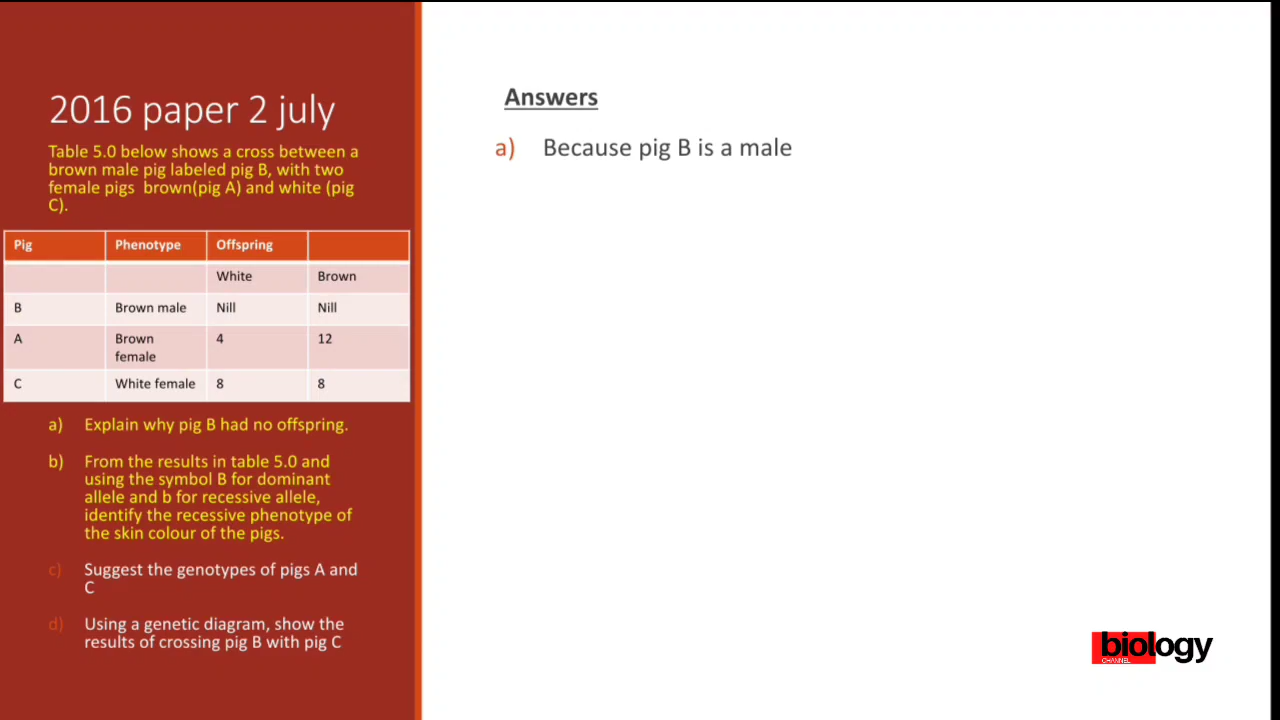 2016 paper 2 july
Table 5.0 below shows a cross between a
brown male pig labeled pig B, with two
female pigs brown(pig A) and white (pig
C).
Pig Phenotype Offspring
White Brown
B Brown male Nill Nill
A Brown female 4 12
C White female 8 8
a) Explain why pig B had no offspring.
b) From the results in table 5.0 and
using the symbol B for dominant
allele and b for recessive allele,
identify the recessive phenotype of
the skin colour of the pigs.
c) Suggest the genotypes of pigs A and
C
d) Using a genetic diagram, show the
results of crossing pig B with pig C
Answers
a) Because pig B is a male
biology
CHANNEL